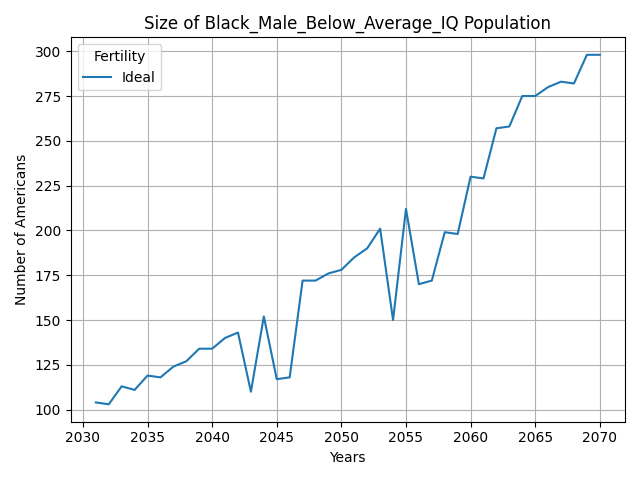 Size of Black_Male_Below_Average_IQ Population
Fertility
Ideal
300
275
250
225
200
175
150
125
100
Number of Americans
2030 2035 2040 2045 2050 2055 2060 2065 2070
Years